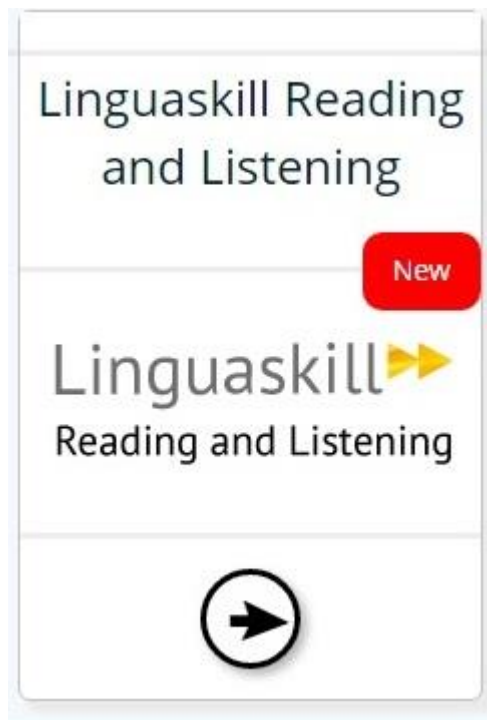 Linguaskill Reading
and Listening
New
Linguaskill
Reading and Listening